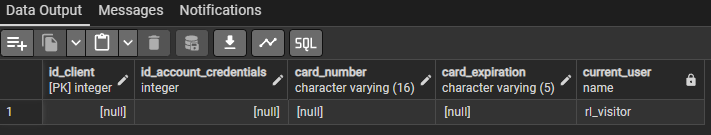 Data Output Messages Notifications
SQL
id_client id_account_credentials card_number card_expiration current_user
[PK] integer integer character varying (16) character varying (5) name
1 [null] [null] [null] [null] rl_visitor